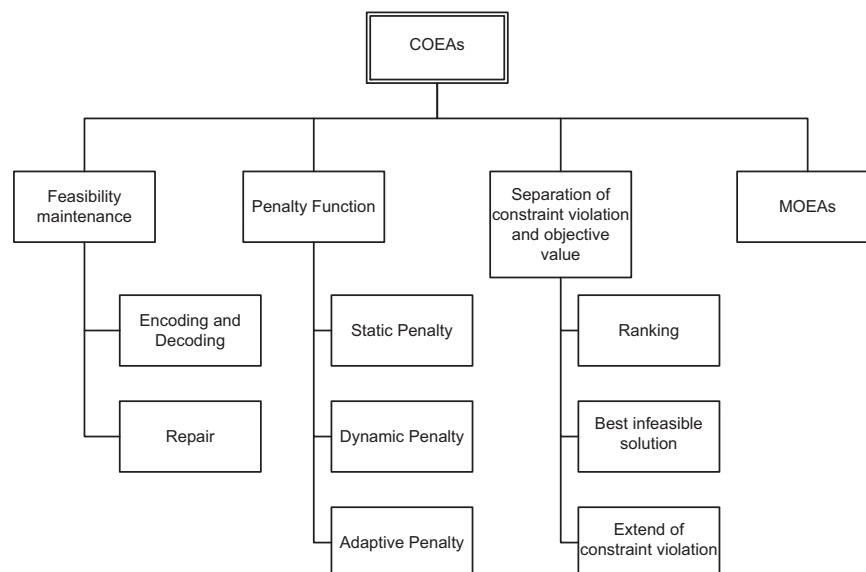 COEAs
Feasibility
maintenance
Penalty Function
Separation of
constraint violation
and objective
value
MOEAs
Encoding and
Decoding
Static Penalty
Ranking
Repair
Dynamic Penalty
Best infeasible
solution
Adaptive Penalty
Extend of
constraint violation